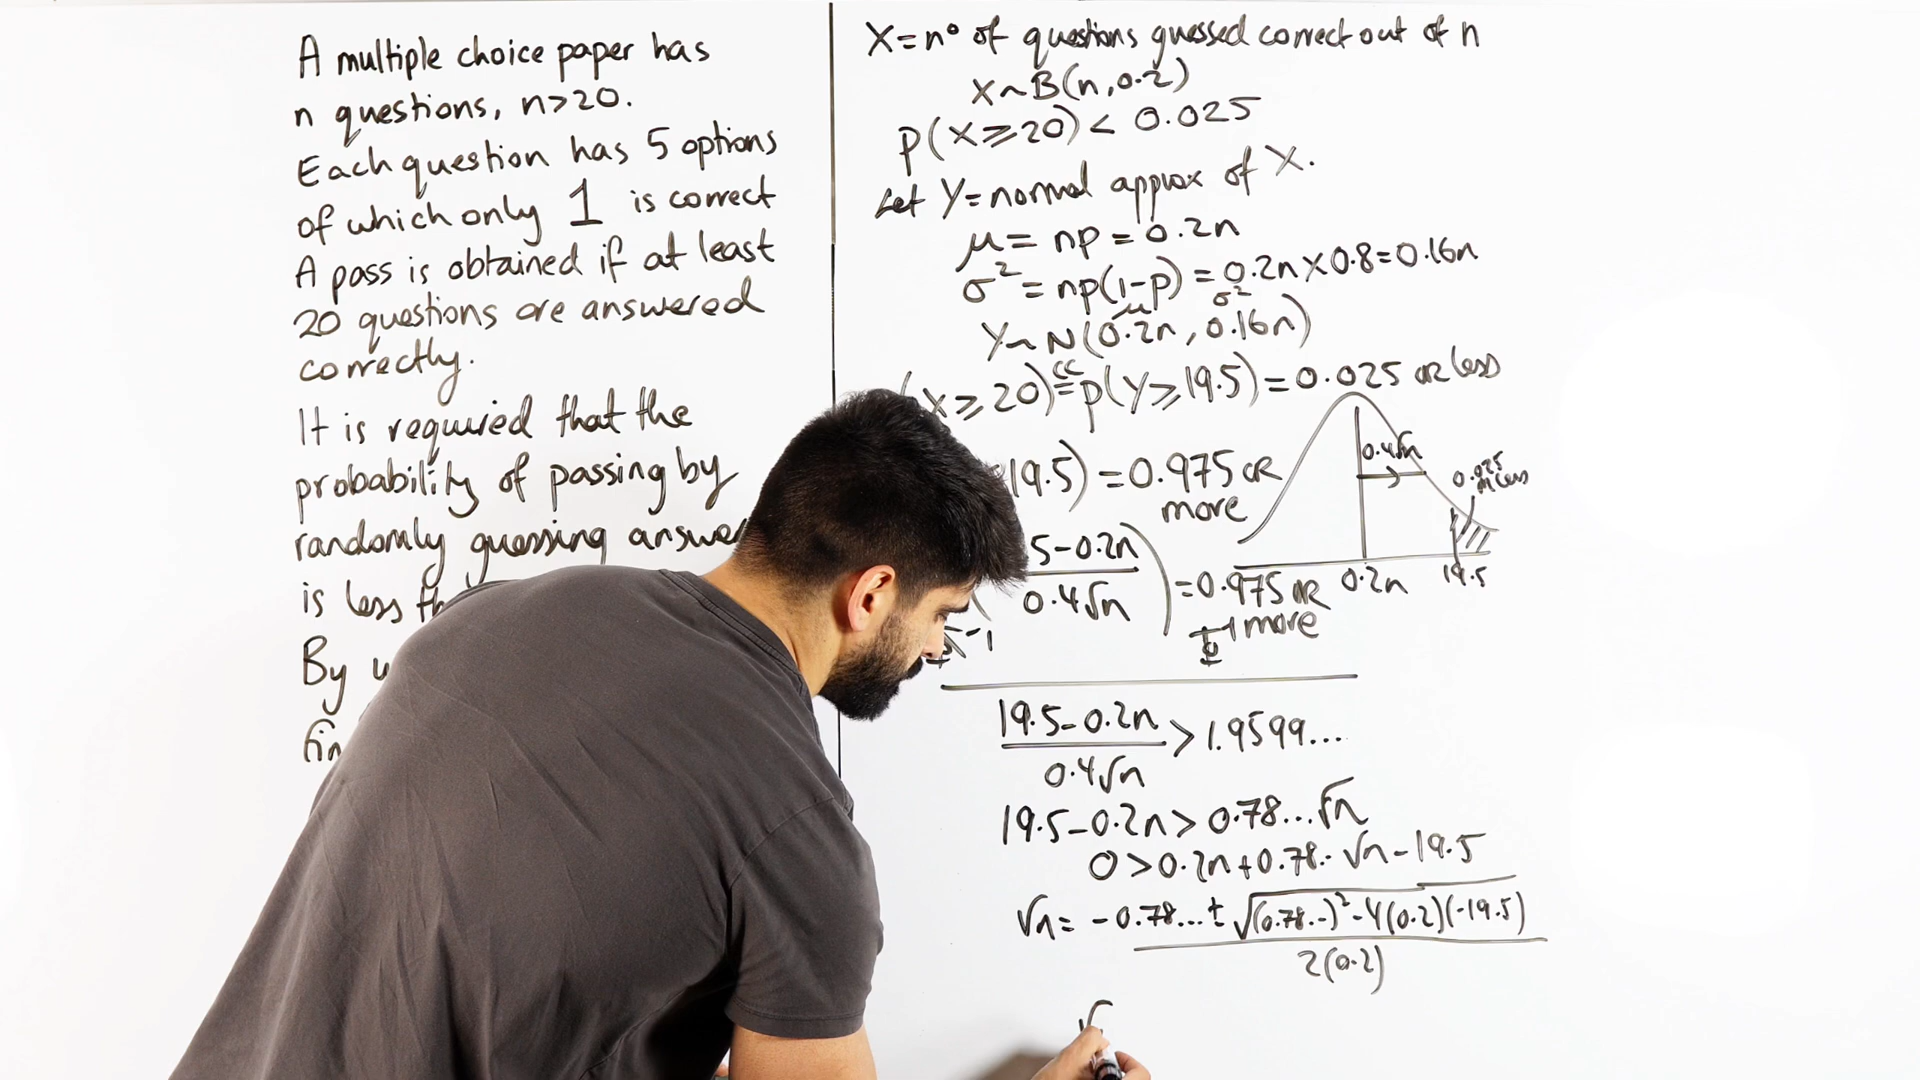 A multiple choice paper has
n questions, n>20.
Each question has 5 options
of which only 1 is correct
A pass is obtained if at least
20 questions are answered
correctly.
It is required that the
probability of passing by
randomly guessing
is less
By
X = nº of questions guessed correct out of n
X~B(n,0.2)
P(X≥20) < 0.025
Let Y = normal approx of X.
μ = np = 0.2n
σ² = np(1-p) = 0.2n×0.8 = 0.16n
μ σ²
Y~N(0.2n, 0.16n)
(X≥20) ≈ p(Y≥19.5) = 0.025 or less
cc
19.5) = 0.975 OR
more
5-0.2n
0.4√n
) = 0.975 OR
more
0.4√n
0.025
or less
0.2n
19.5
19.5-0.2n
0.4√n
> 1.9599...
19.5-0.2n > 0.78...√n
0 > 0.2n+0.78..√n-19.5
√n = -0.78...±√(0.78..)²-4(0.2)(-19.5)
2(0.2)